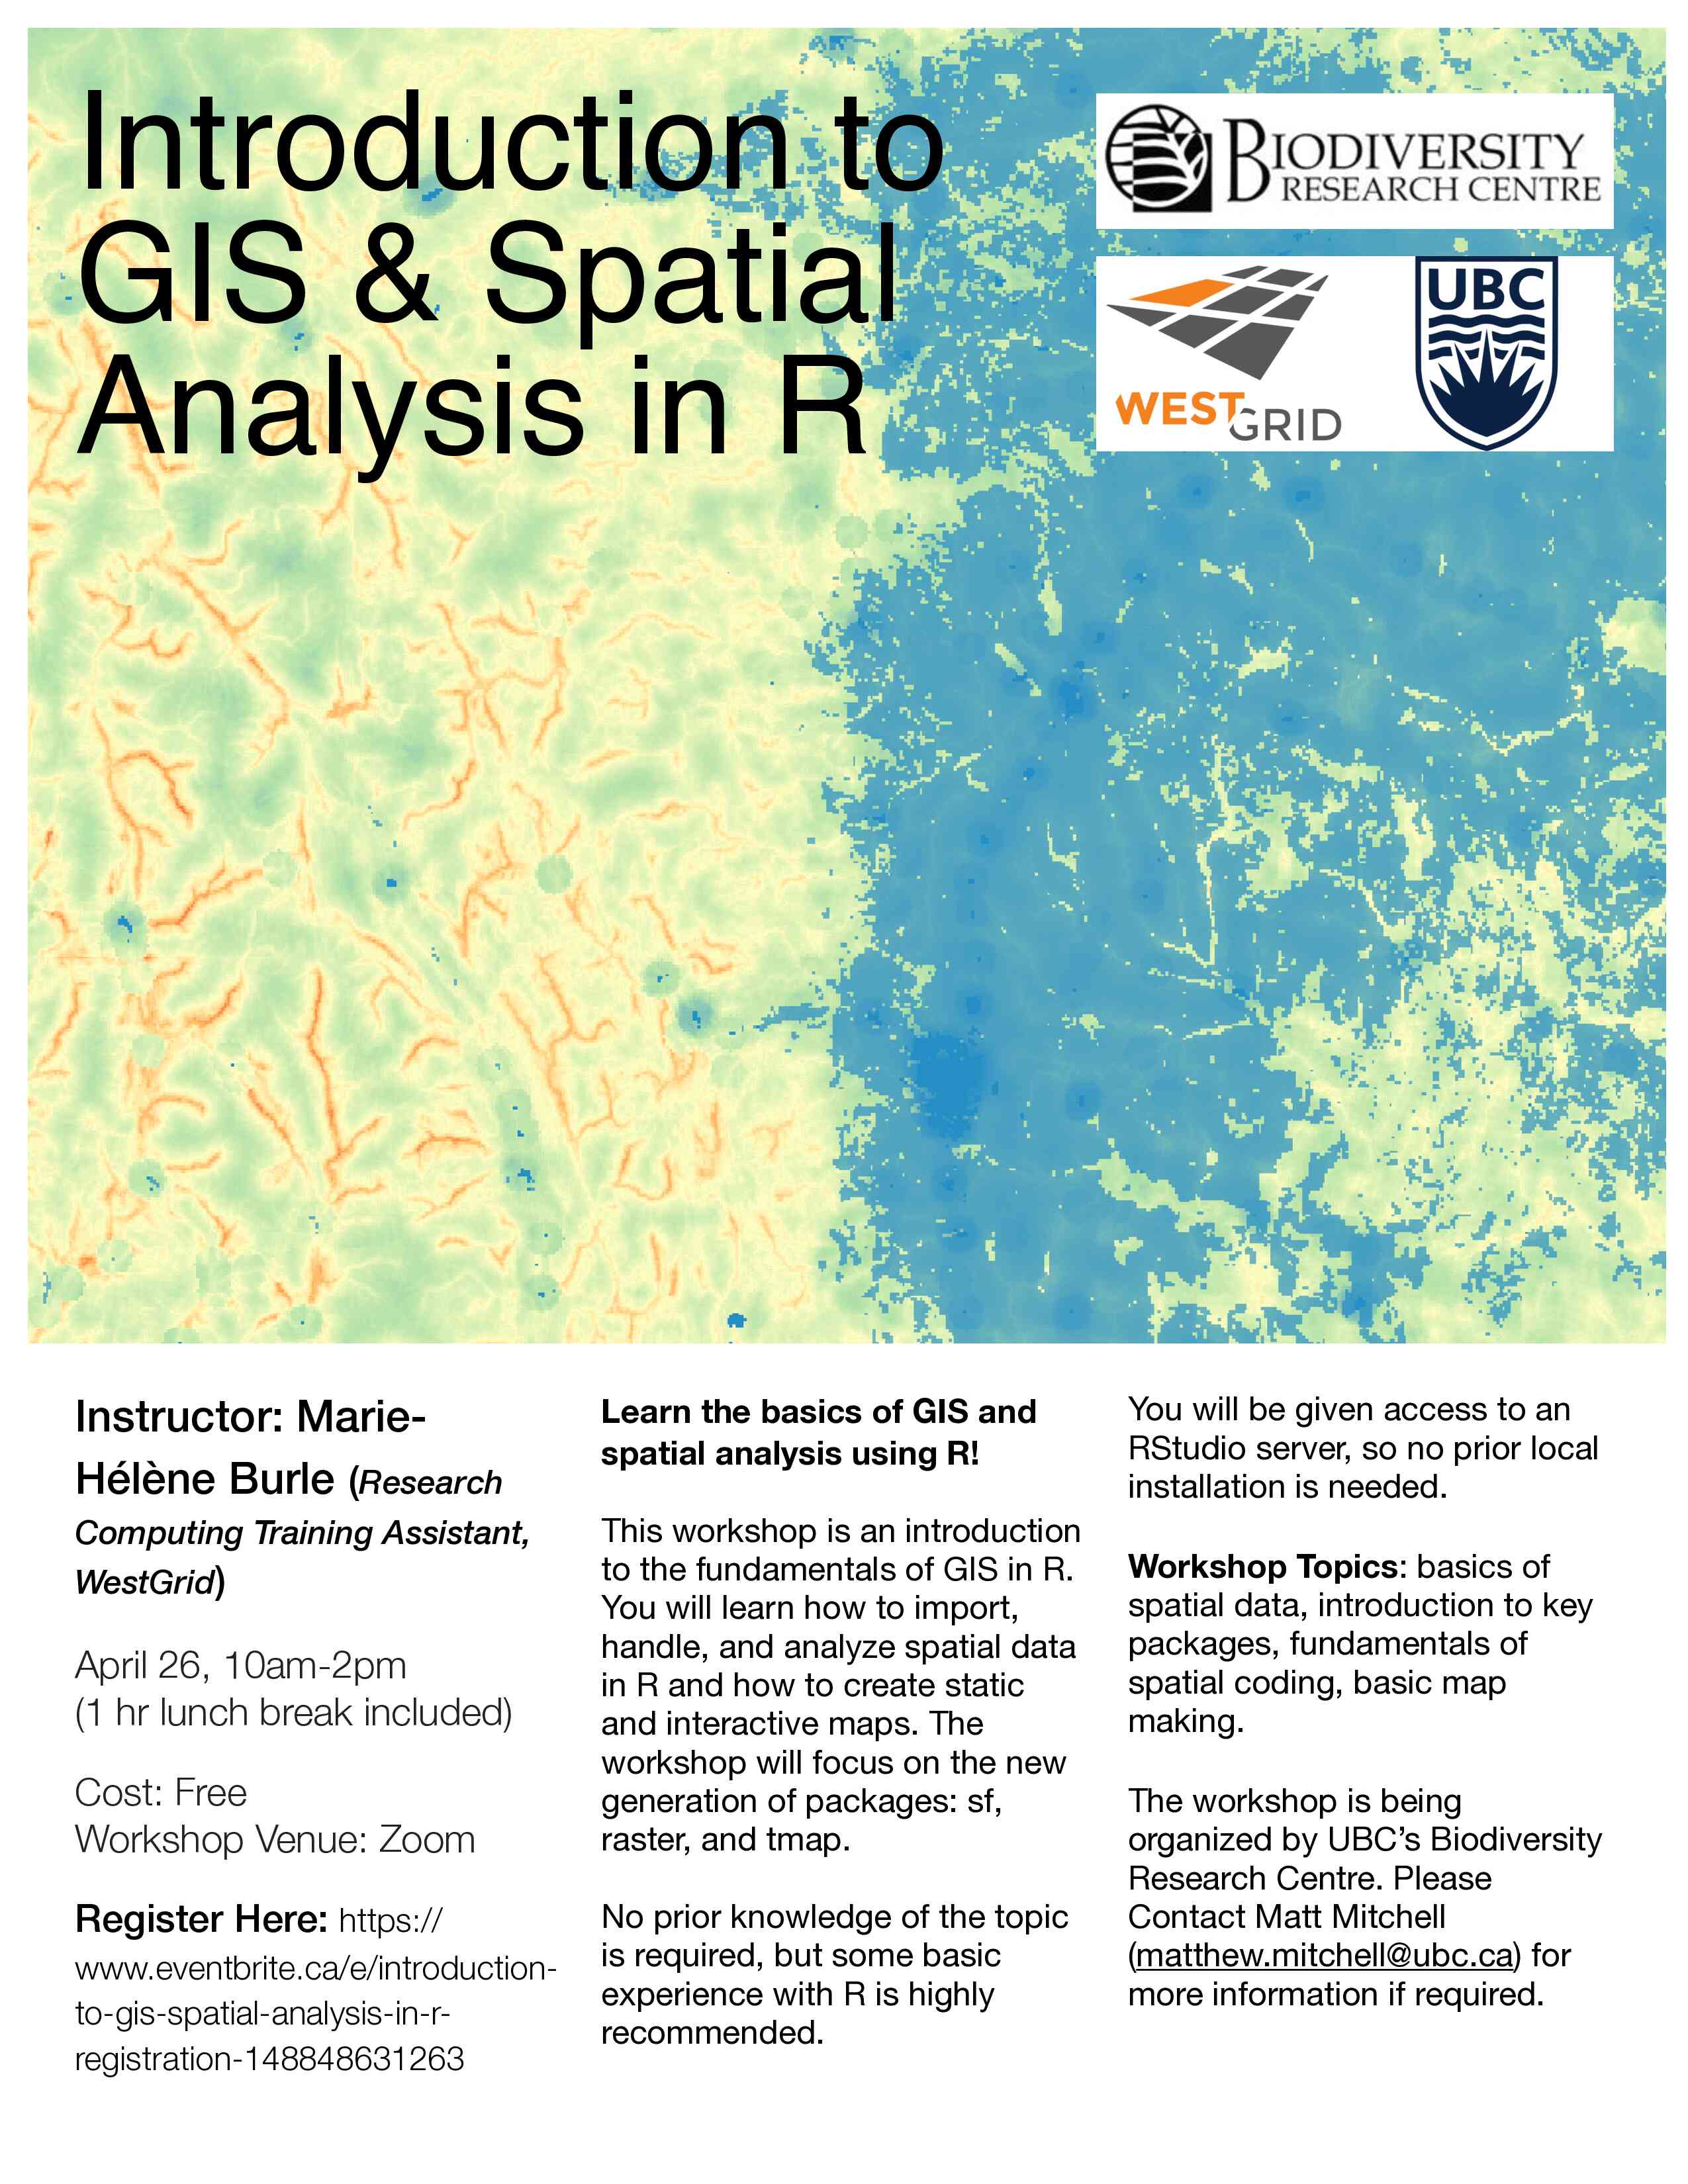 Introduction to
GIS & Spatial
Analysis in R
BIODIVERSITY
RESEARCH CENTRE
WEST
GRID
UBC
Instructor: Marie-
Hélène Burle (Research
Computing Training Assistant,
WestGrid)
April 26, 10am-2pm
(1 hr lunch break included)
Cost: Free
Workshop Venue: Zoom
Register Here: https://
www.eventbrite.ca/e/introduction-
to-gis-spatial-analysis-in-r-
registration-148848631263
Learn the basics of GIS and
spatial analysis using R!
This workshop is an introduction
to the fundamentals of GIS in R.
You will learn how to import,
handle, and analyze spatial data
in R and how to create static
and interactive maps. The
workshop will focus on the new
generation of packages: sf,
raster, and tmap.
No prior knowledge of the topic
is required, but some basic
experience with R is highly
recommended.
You will be given access to an
RStudio server, so no prior local
installation is needed.
Workshop Topics: basics of
spatial data, introduction to key
packages, fundamentals of
spatial coding, basic map
making.
The workshop is being
organized by UBC’s Biodiversity
Research Centre. Please
Contact Matt Mitchell
(matthew.mitchell@ubc.ca) for
more information if required.